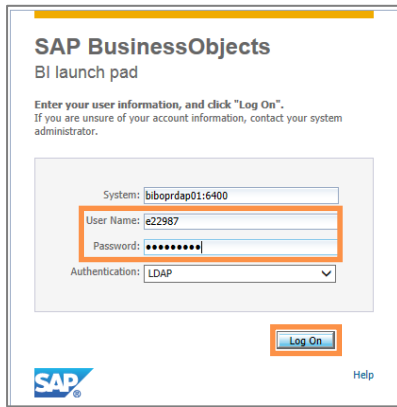 SAP BusinessObjects
BI launch pad
Enter your user information, and click "Log On".
If you are unsure of your account information, contact your system
administrator.
System: biboprdap01:6400
User Name: e22987
Password: •••••••••
Authentication: LDAP
Log On
Help
SAP®